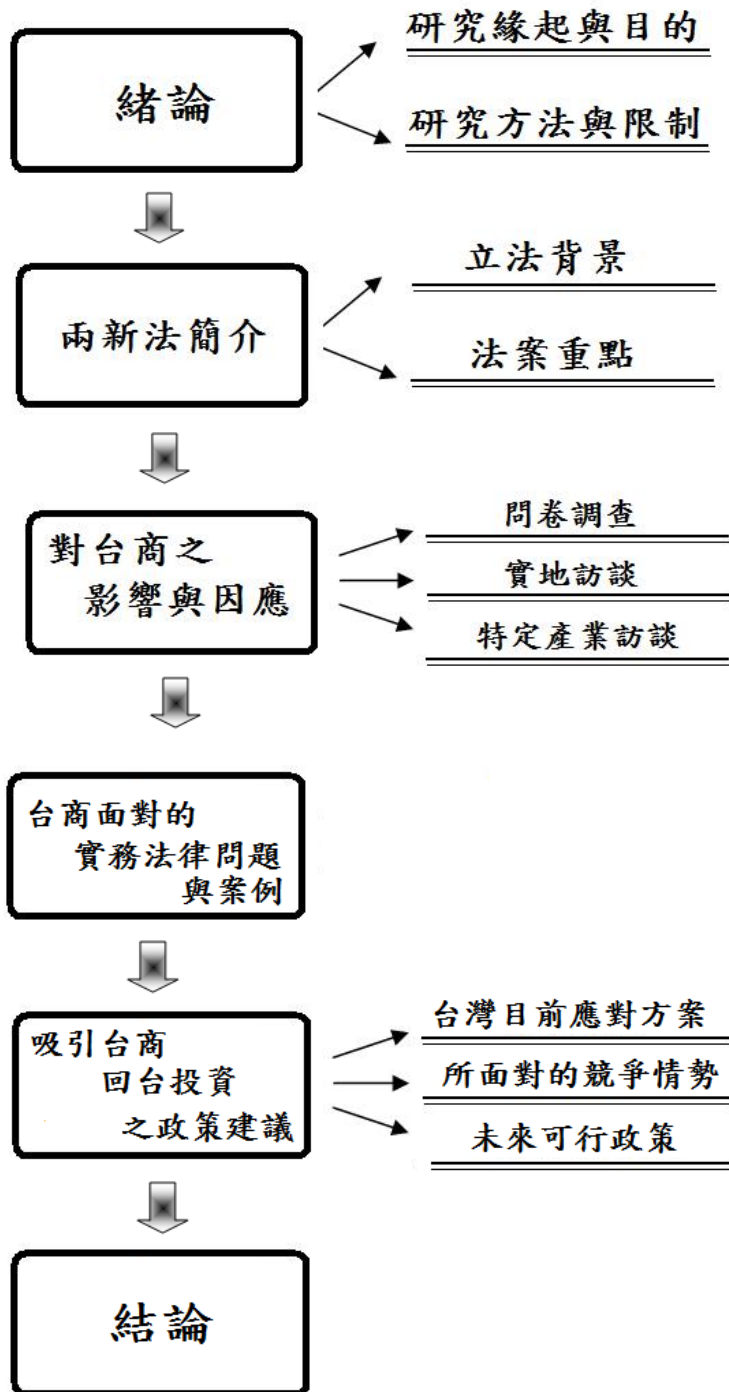 緒論
研究緣起與目的
研究方法與限制
兩新法簡介
立法背景
法案重點
對台商之
影響與因應
問卷調查
實地訪談
特定產業訪談
台商面對的
實務法律問題
與案例
吸引台商
回台投資
之政策建議
台灣目前應對方案
所面對的競爭情勢
未來可行政策
結論